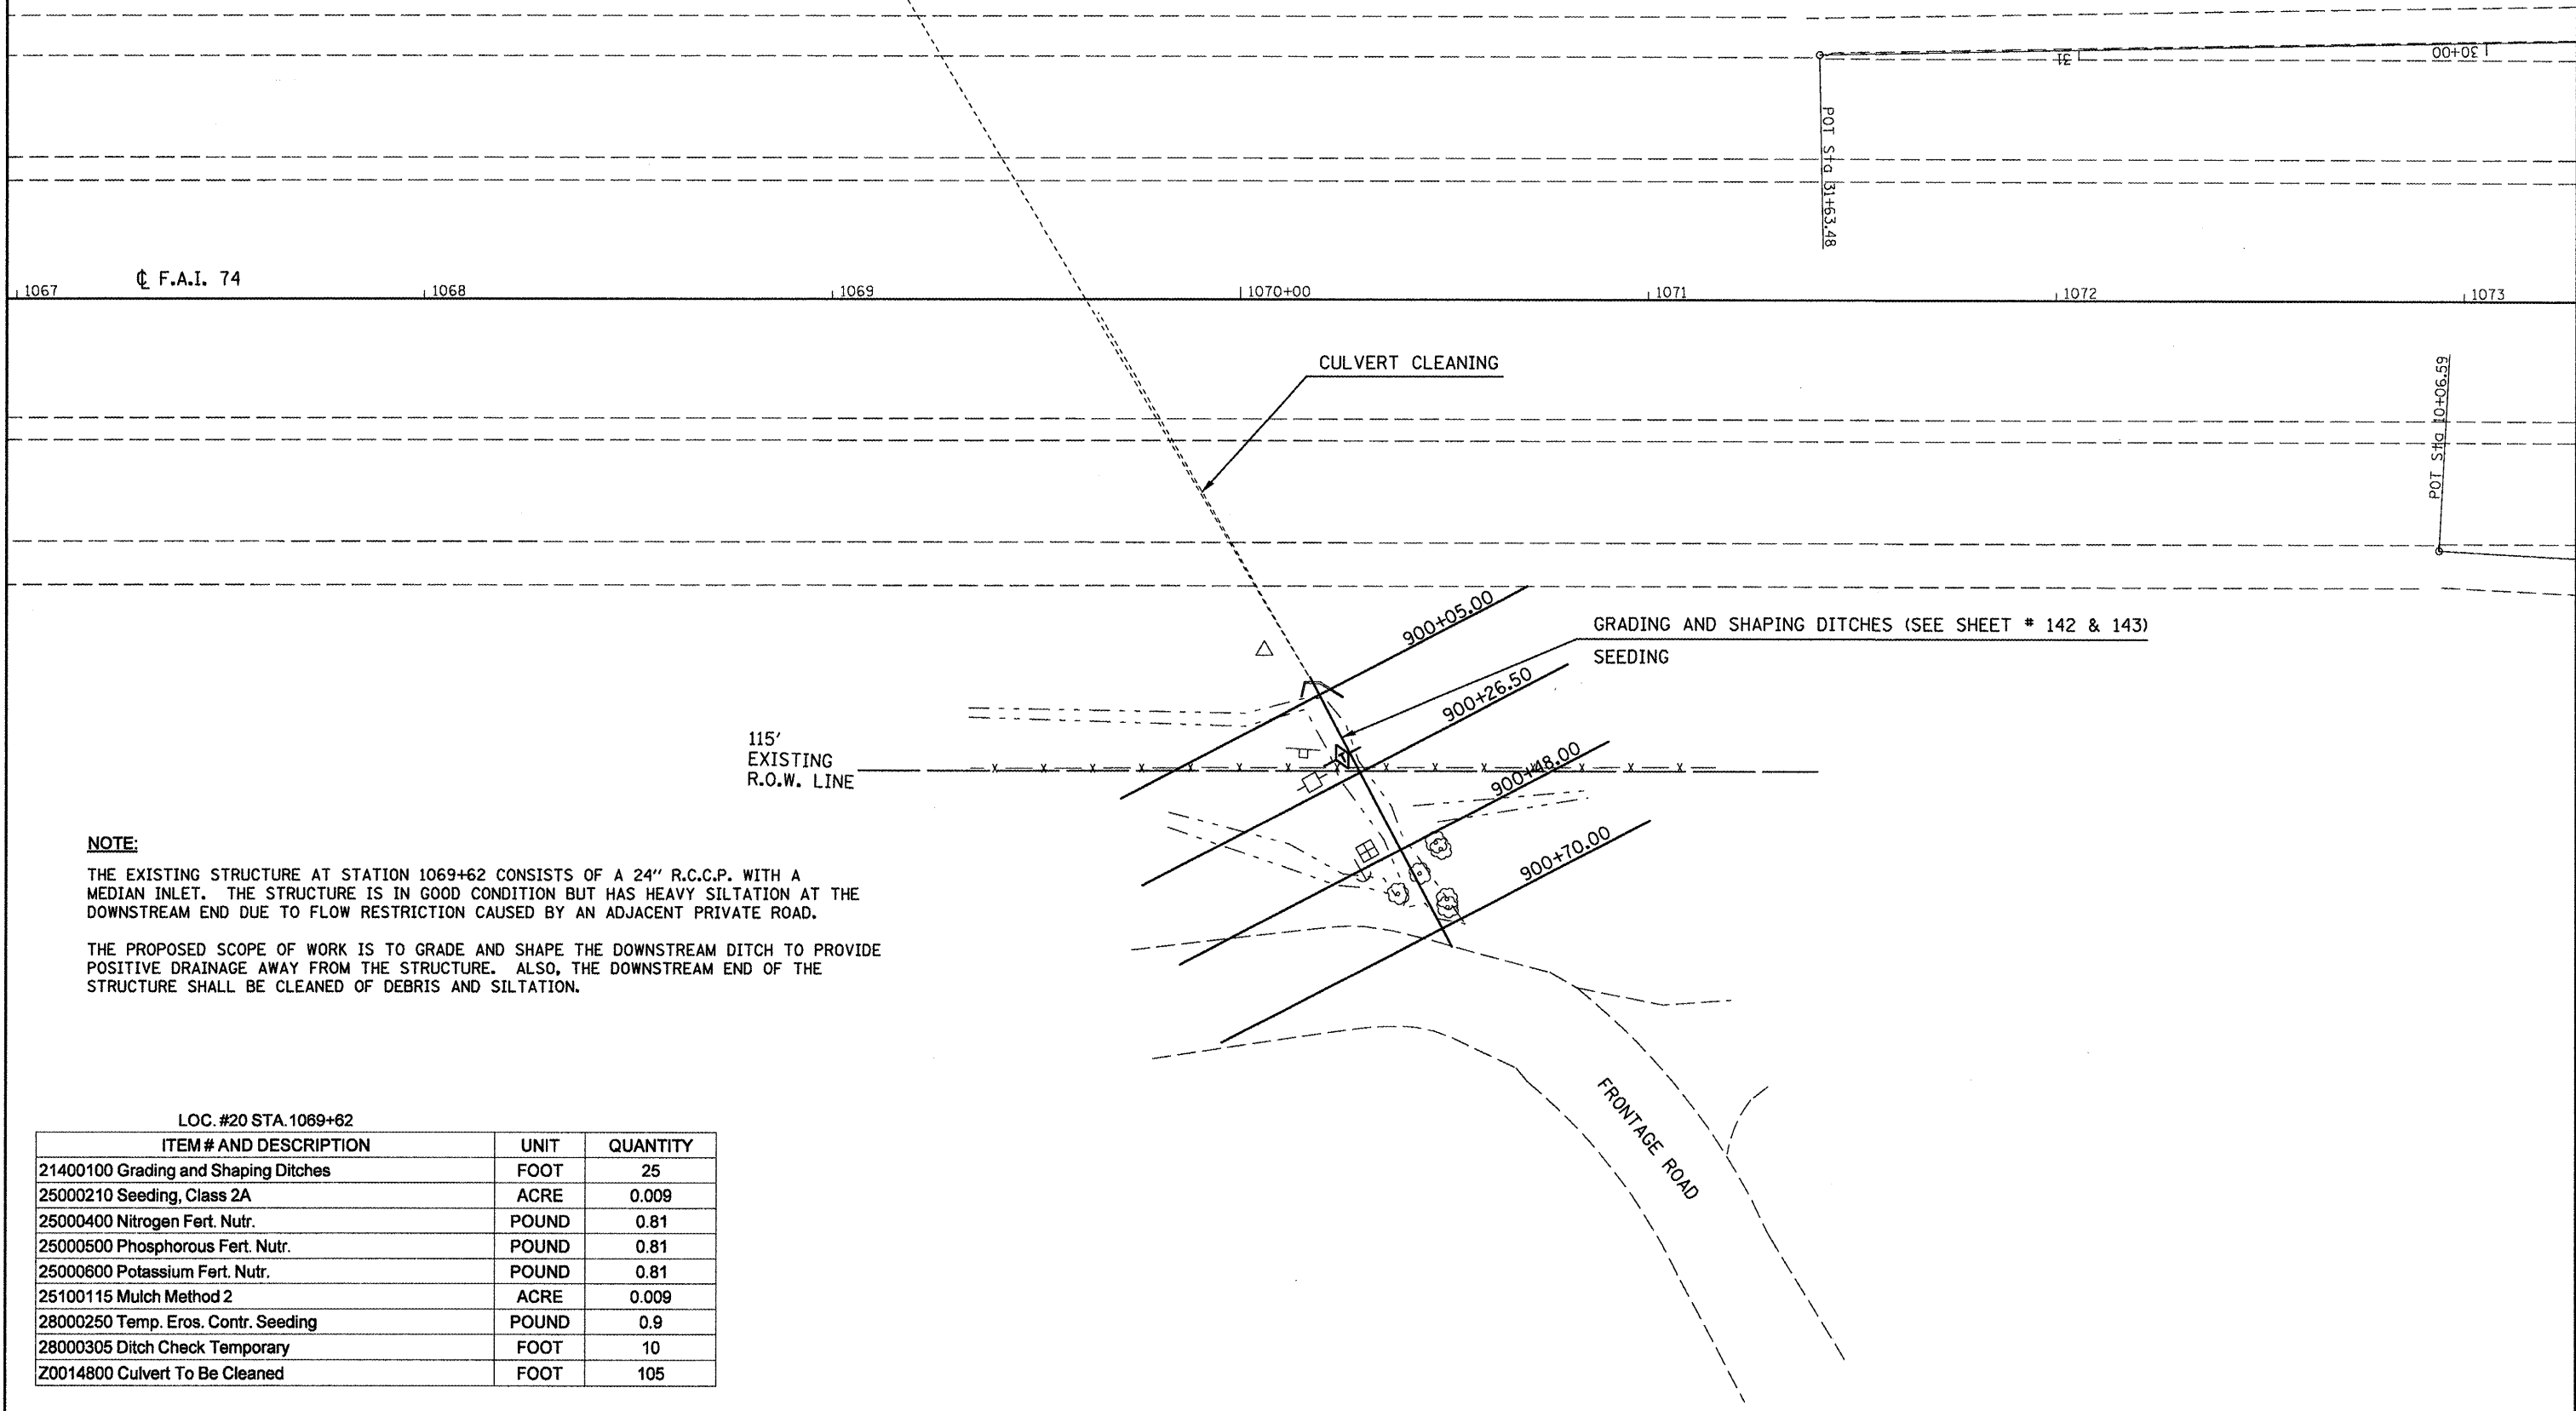 30+00
31
POT Sta 31+63.48
℄ F.A.I. 74
1067
1068
1069
1070+00
1071
1072
1073
CULVERT CLEANING
POT Sta 10+06.59
900+05.00
GRADING AND SHAPING DITCHES (SEE SHEET # 142 & 143)
SEEDING
900+26.50
115'
EXISTING
R.O.W. LINE
900+48.00
900+70.00
NOTE:
THE EXISTING STRUCTURE AT STATION 1069+62 CONSISTS OF A 24" R.C.C.P. WITH A
MEDIAN INLET. THE STRUCTURE IS IN GOOD CONDITION BUT HAS HEAVY SILTATION AT THE
DOWNSTREAM END DUE TO FLOW RESTRICTION CAUSED BY AN ADJACENT PRIVATE ROAD.
THE PROPOSED SCOPE OF WORK IS TO GRADE AND SHAPE THE DOWNSTREAM DITCH TO PROVIDE
POSITIVE DRAINAGE AWAY FROM THE STRUCTURE. ALSO, THE DOWNSTREAM END OF THE
STRUCTURE SHALL BE CLEANED OF DEBRIS AND SILTATION.
FRONTAGE ROAD
LOC. #20 STA. 1069+62
ITEM # AND DESCRIPTION UNIT QUANTITY
21400100 Grading and Shaping Ditches FOOT 25
25000210 Seeding, Class 2A ACRE 0.009
25000400 Nitrogen Fert. Nutr. POUND 0.81
25000500 Phosphorous Fert. Nutr. POUND 0.81
25000600 Potassium Fert. Nutr. POUND 0.81
25100115 Mulch Method 2 ACRE 0.009
28000250 Temp. Eros. Contr. Seeding POUND 0.9
28000305 Ditch Check Temporary FOOT 10
Z0014800 Culvert To Be Cleaned FOOT 105